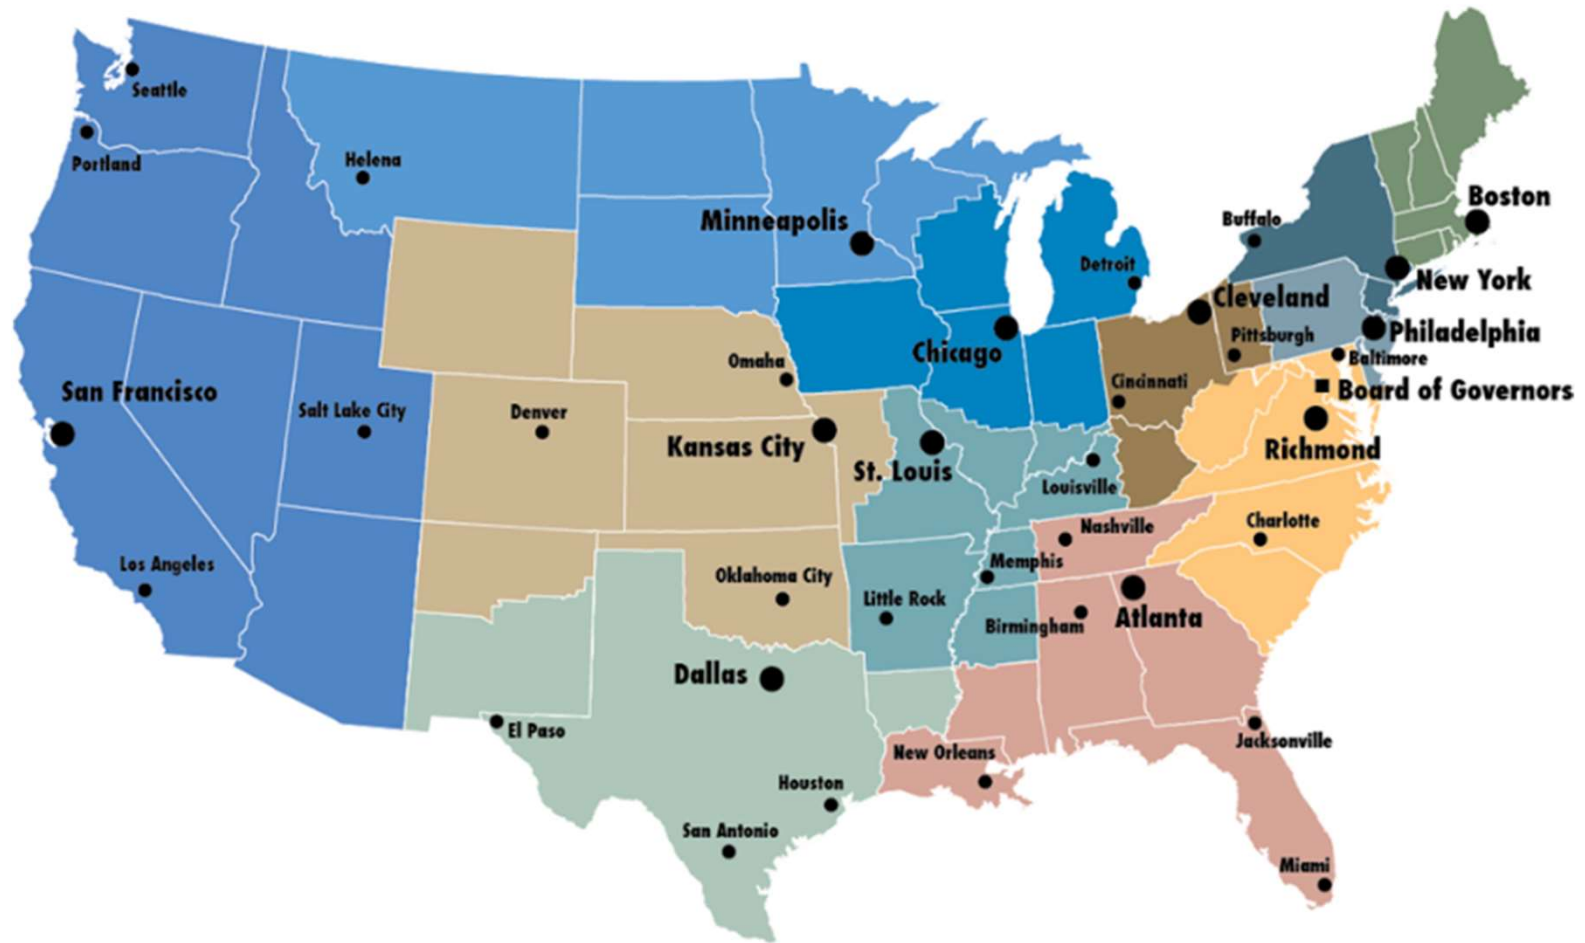 Seattle
Portland
Helena
Minneapolis
Boston
Buffalo
Detroit
New York
Cleveland
Chicago
Pittsburgh
Philadelphia
Omaha
Baltimore
Cincinnati
Board of Governors
San Francisco
Salt Lake City
Denver
Kansas City
St. Louis
Richmond
Louisville
Los Angeles
Nashville
Charlotte
Memphis
Oklahoma City
Little Rock
Birmingham
Atlanta
Dallas
El Paso
New Orleans
Jacksonville
Houston
San Antonio
Miami